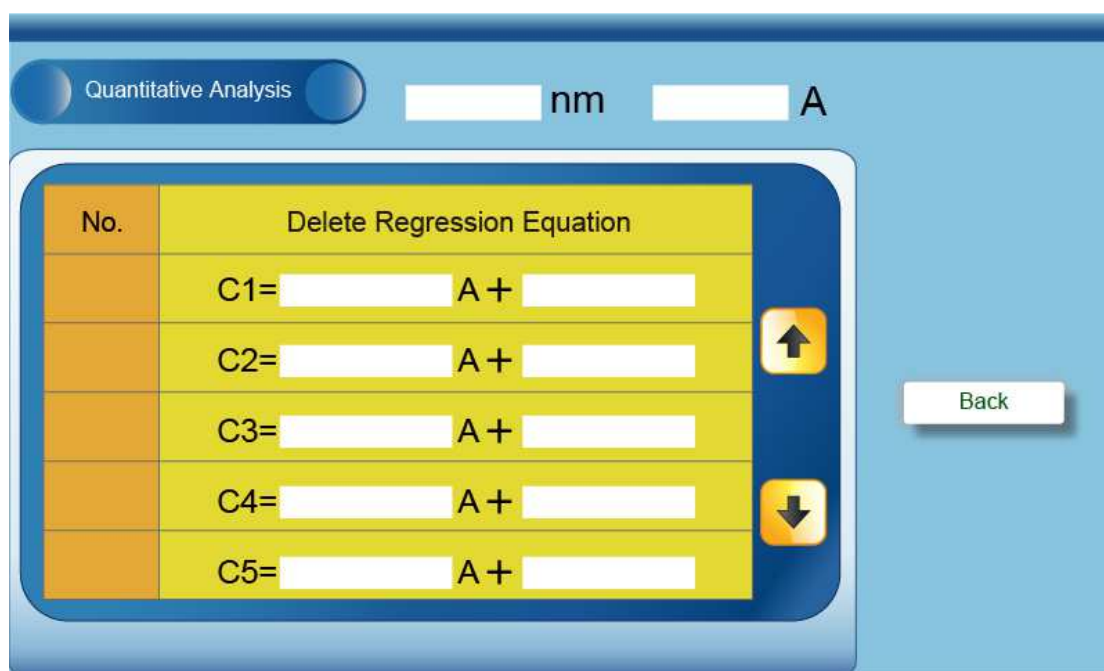 Quantitative Analysis nm A
No. Delete Regression Equation
C1= A+
C2= A+
C3= A+
C4= A+
C5= A+
Back